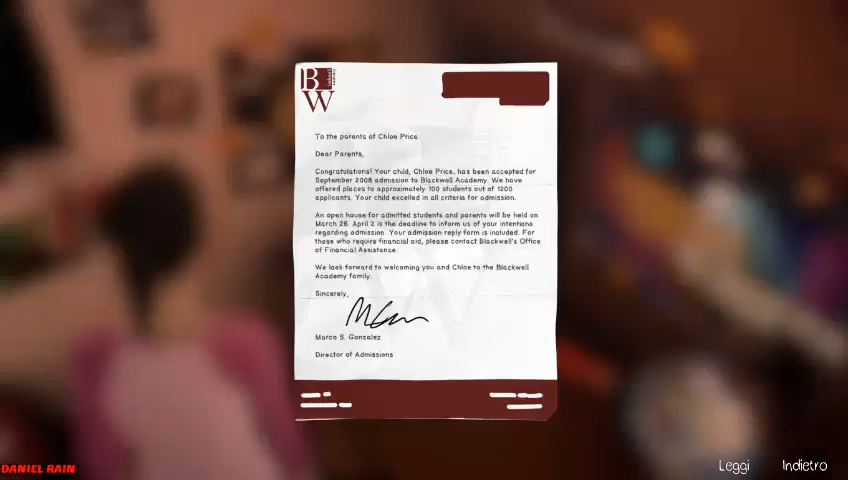 B
W
To the parents of Chloe Price
Dear Parents,
Congratulations! Your child, Chloe Price, has been accepted for
September 2008 admission to Blackwell Academy. We have
offered places to approximately 100 students out of 1200
applicants. Your child excelled in all criteria for admission.
An open house for admitted students and parents will be held on
March 26. April 2 is the deadline to inform us of your intentions
regarding admission. Your admission reply form is included. For
those who require financial aid, please contact Blackwell's Office
of Financial Assistance.
We look forward to welcoming you and Chloe to the Blackwell
Academy family.
Sincerely,
Marco S. Gonzalez
Director of Admissions
DANIEL RAIN
Leggi
Indietro